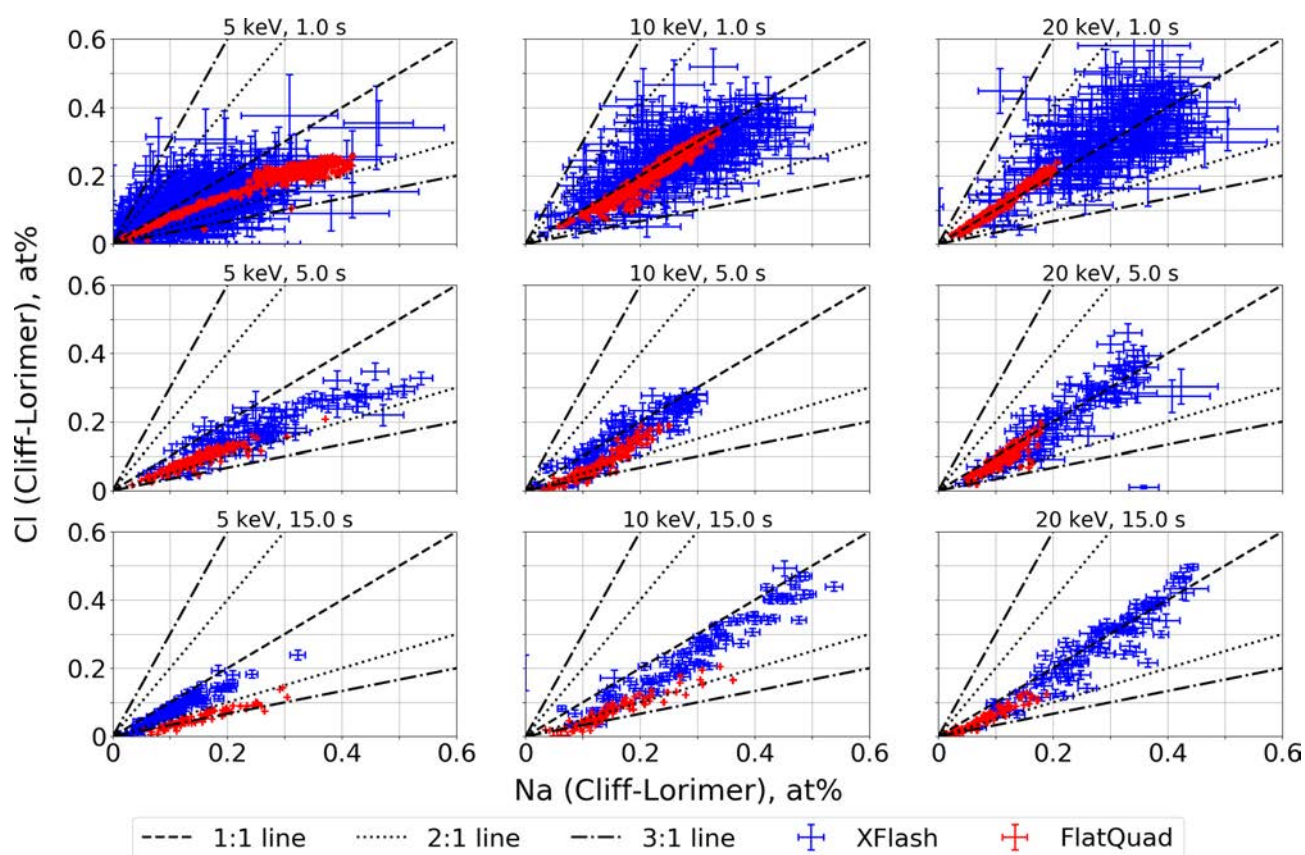 5 keV, 1.0 s
10 keV, 1.0 s
20 keV, 1.0 s
0.6
0.4
0.2
0
5 keV, 5.0 s
10 keV, 5.0 s
20 keV, 5.0 s
0.6
0.4
0.2
0
5 keV, 15.0 s
10 keV, 15.0 s
20 keV, 15.0 s
0.6
0.4
0.2
0
0 0.2 0.4 0.6 0 0.2 0.4 0.6 0 0.2 0.4 0.6
Cl (Cliff-Lorimer), at%
Na (Cliff-Lorimer), at%
1:1 line 2:1 line 3:1 line XFlash FlatQuad